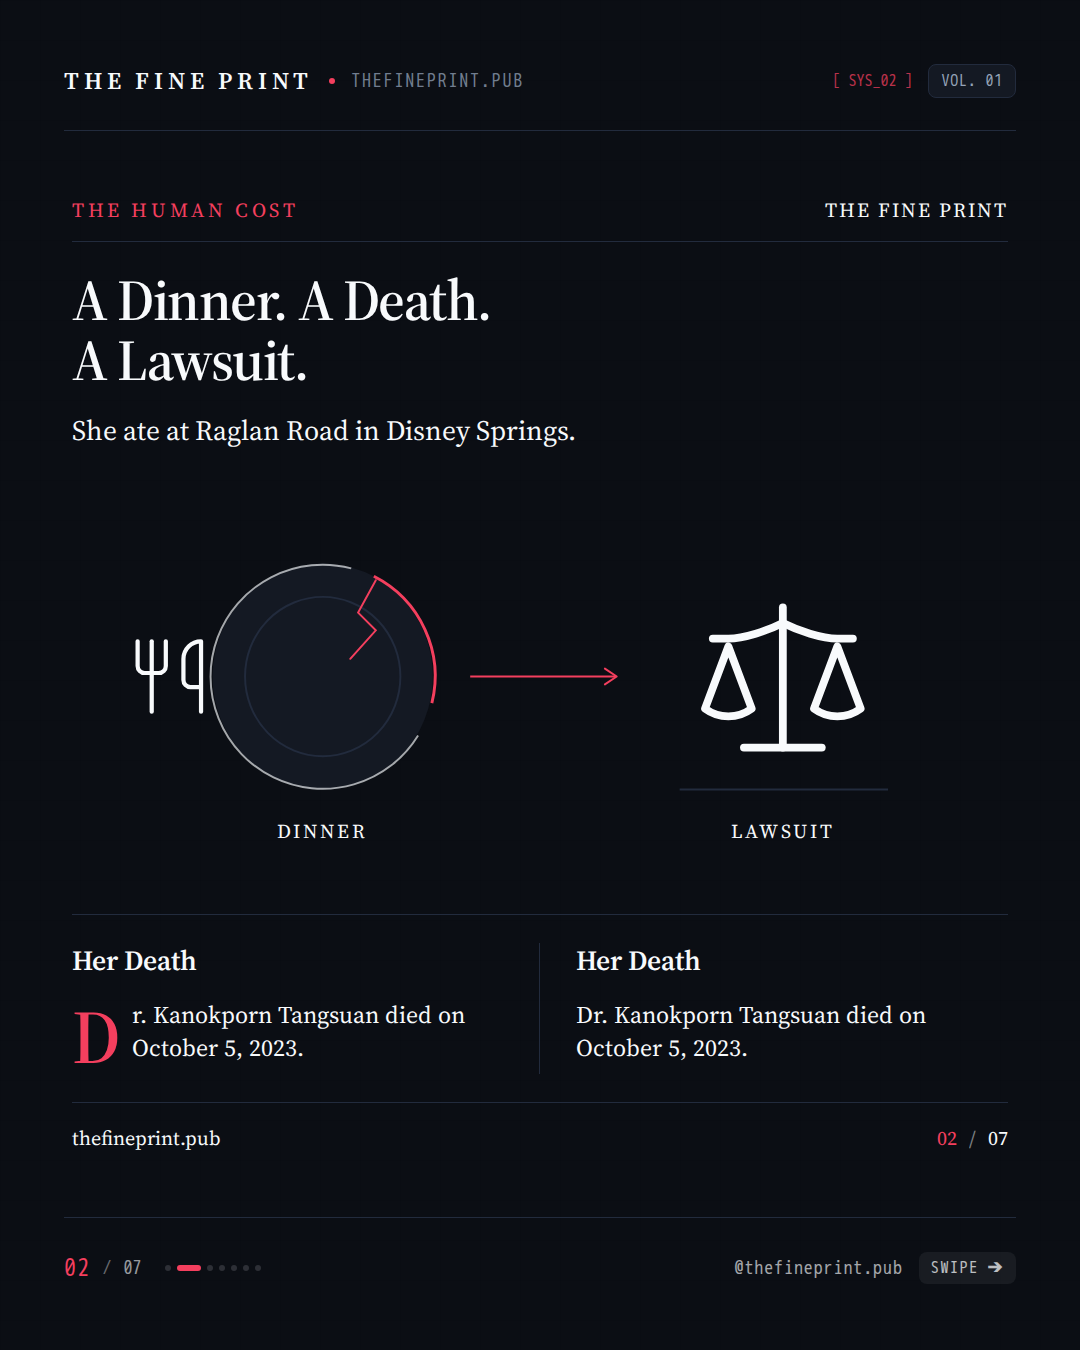 THE FINE PRINT • THEFINEPRINT.PUB
[ SYS_02 ] VOL. 01
THE HUMAN COST
THE FINE PRINT
A Dinner. A Death.
A Lawsuit.
She ate at Raglan Road in Disney Springs.
DINNER
LAWSUIT
Her Death
Dr. Kanokporn Tangsuan died on
October 5, 2023.
Her Death
Dr. Kanokporn Tangsuan died on
October 5, 2023.
thefineprint.pub
02 / 07
02 / 07
@thefineprint.pub
SWIPE ➔